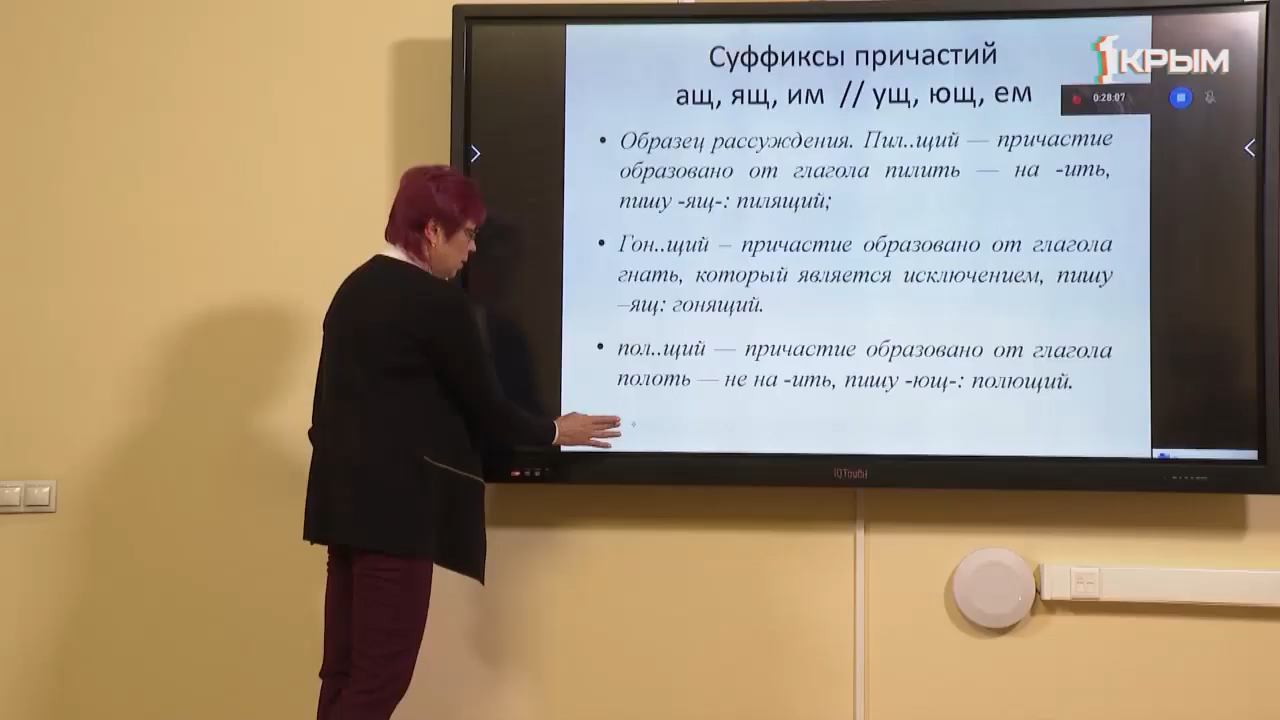 Суффиксы причастий
ащ, ящ, им // ущ, ющ, ем
1КРЫМ
0:28:07
• Образец рассуждения. Пил..щий — причастие
образовано от глагола пилить — на -ить,
пишу -ящ-: пилящий;
• Гон..щий – причастие образовано от глагола
гнать, который является исключением, пишу
–ящ: гонящий.
• пол..щий — причастие образовано от глагола
полоть — не на -ить, пишу -ющ-: полющий.
IQTouch